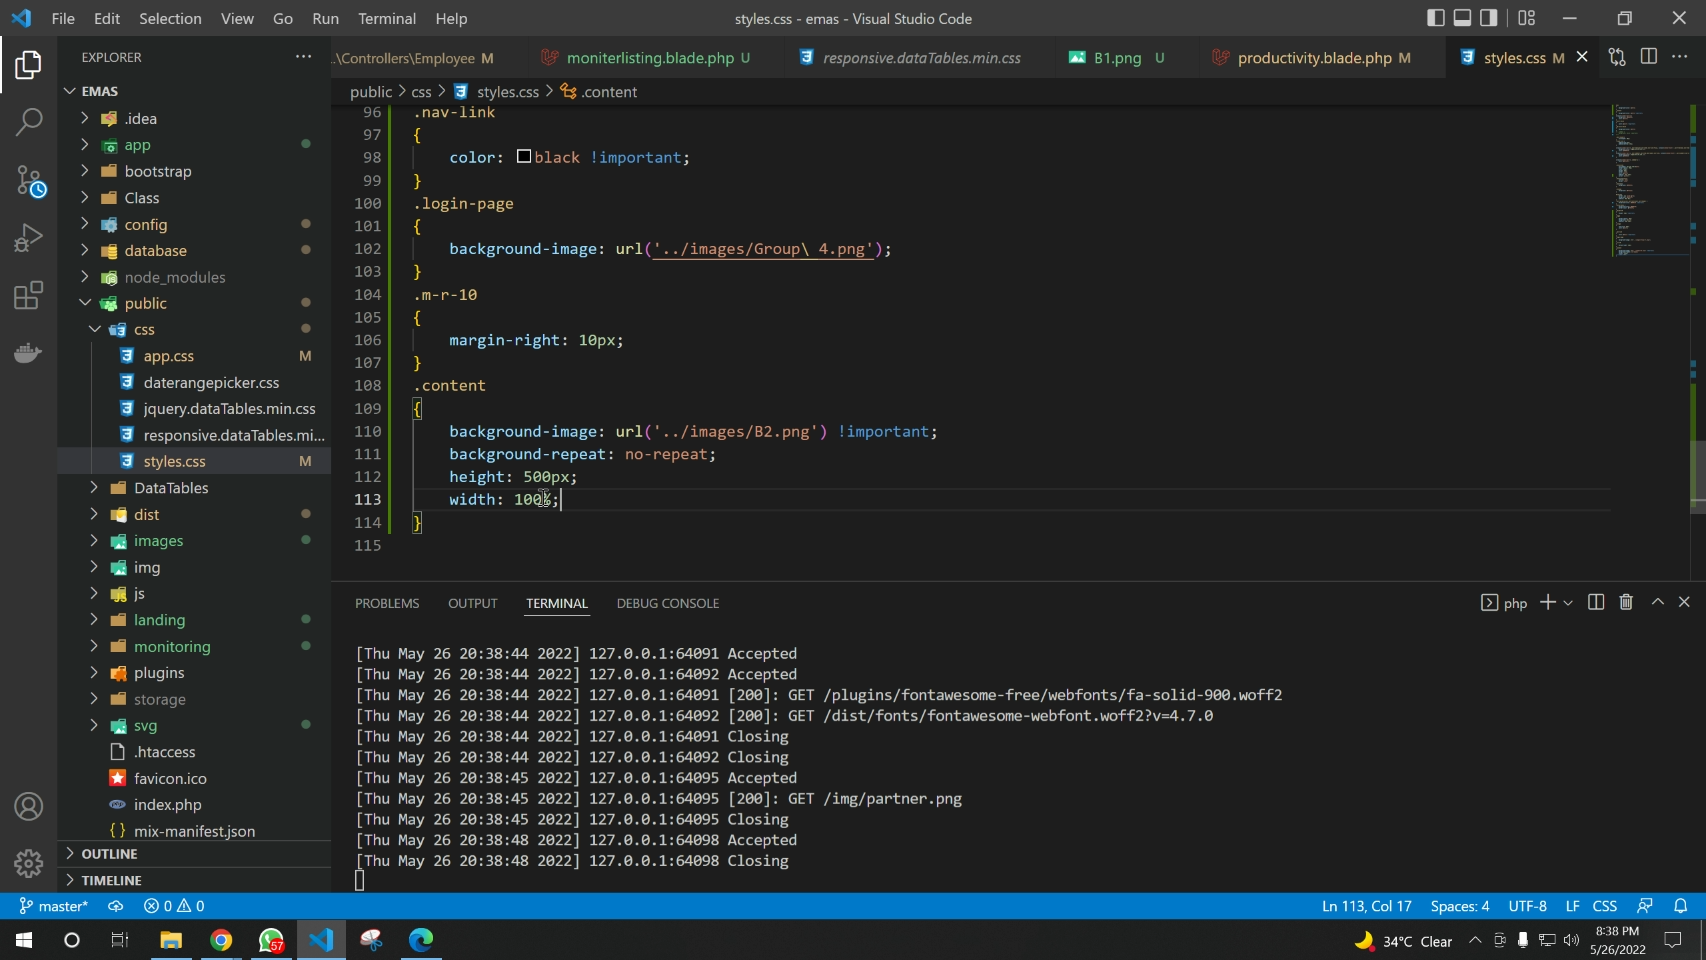 File Edit Selection View Go Run Terminal Help
styles.css - emas - Visual Studio Code
EXPLORER
EMAS
.idea
app
bootstrap
Class
config
database
node_modules
public
css
app.css M
daterangepicker.css
jquery.dataTables.min.css
responsive.dataTables.mi...
styles.css M
DataTables
dist
images
img
js
landing
monitoring
plugins
storage
svg
.htaccess
favicon.ico
index.php
mix-manifest.json
OUTLINE
TIMELINE
..\Controllers\Employee M
moniterlisting.blade.php U
responsive.dataTables.min.css
B1.png U
productivity.blade.php M
styles.css M
public > css > styles.css > .content
96 .nav-link
97 {
98 color: black !important;
99 }
100 .login-page
101 {
102 background-image: url('../images/Group\ 4.png');
103 }
104 .m-r-10
105 {
106 margin-right: 10px;
107 }
108 .content
109 {
110 background-image: url('../images/B2.png') !important;
111 background-repeat: no-repeat;
112 height: 500px;
113 width: 100%;
114 }
115
PROBLEMS OUTPUT TERMINAL DEBUG CONSOLE
php
[Thu May 26 20:38:44 2022] 127.0.0.1:64091 Accepted
[Thu May 26 20:38:44 2022] 127.0.0.1:64092 Accepted
[Thu May 26 20:38:44 2022] 127.0.0.1:64091 [200]: GET /plugins/fontawesome-free/webfonts/fa-solid-900.woff2
[Thu May 26 20:38:44 2022] 127.0.0.1:64092 [200]: GET /dist/fonts/fontawesome-webfont.woff2?v=4.7.0
[Thu May 26 20:38:44 2022] 127.0.0.1:64091 Closing
[Thu May 26 20:38:44 2022] 127.0.0.1:64092 Closing
[Thu May 26 20:38:45 2022] 127.0.0.1:64095 Accepted
[Thu May 26 20:38:45 2022] 127.0.0.1:64095 [200]: GET /img/partner.png
[Thu May 26 20:38:45 2022] 127.0.0.1:64095 Closing
[Thu May 26 20:38:48 2022] 127.0.0.1:64098 Accepted
[Thu May 26 20:38:48 2022] 127.0.0.1:64098 Closing
master* 0 0
Ln 113, Col 17 Spaces: 4 UTF-8 LF CSS
57
34°C Clear
8:38 PM
5/26/2022